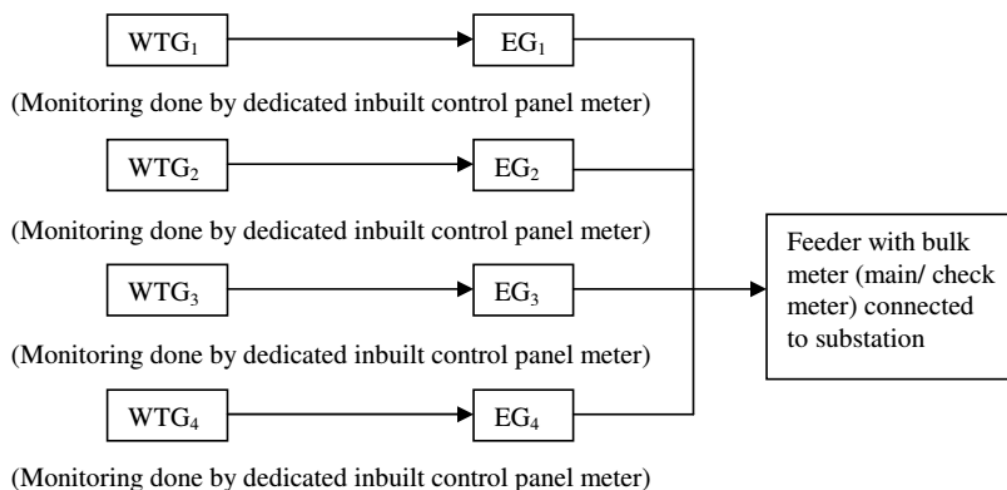 WTG₁ EG₁
(Monitoring done by dedicated inbuilt control panel meter)
WTG₂ EG₂
(Monitoring done by dedicated inbuilt control panel meter)
WTG₃ EG₃
(Monitoring done by dedicated inbuilt control panel meter)
WTG₄ EG₄
(Monitoring done by dedicated inbuilt control panel meter)
Feeder with bulk
meter (main/ check
meter) connected
to substation